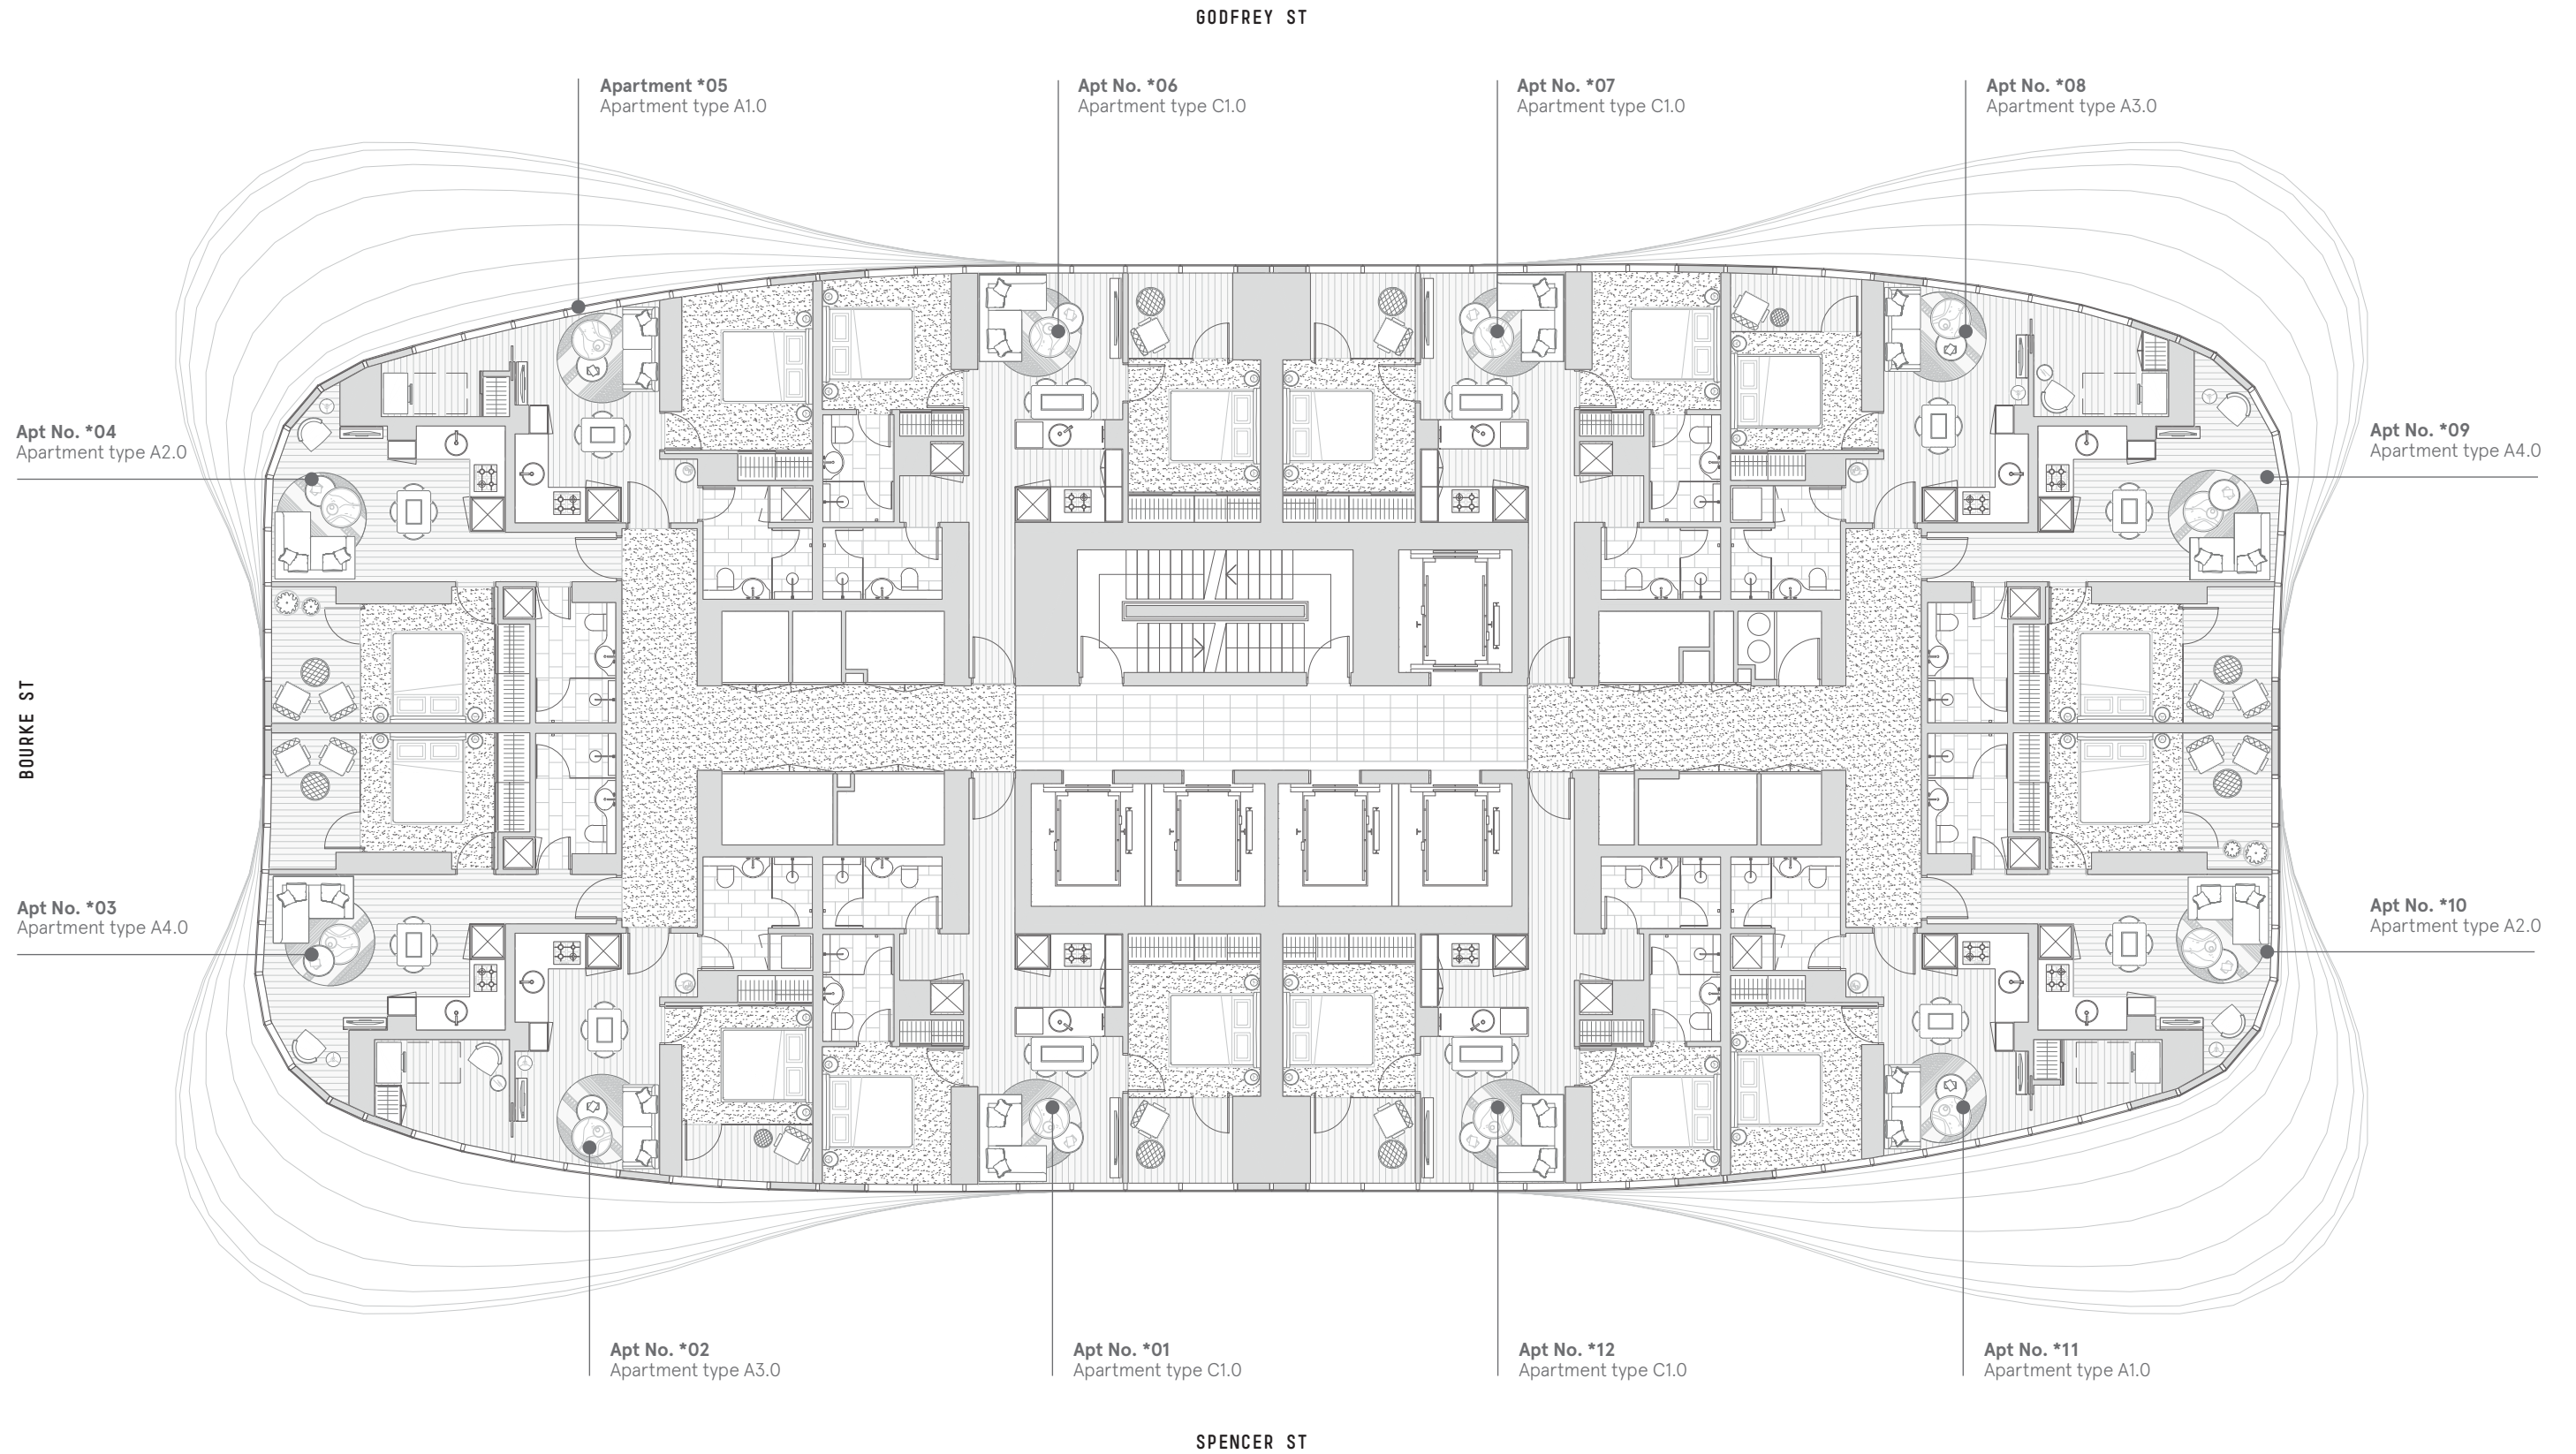 GODFREY ST
Apartment *05
Apartment type A1.0
Apt No. *06
Apartment type C1.0
Apt No. *07
Apartment type C1.0
Apt No. *08
Apartment type A3.0
Apt No. *04
Apartment type A2.0
Apt No. *09
Apartment type A4.0
BOURKE ST
Apt No. *03
Apartment type A4.0
Apt No. *10
Apartment type A2.0
Apt No. *02
Apartment type A3.0
Apt No. *01
Apartment type C1.0
Apt No. *12
Apartment type C1.0
Apt No. *11
Apartment type A1.0
SPENCER ST